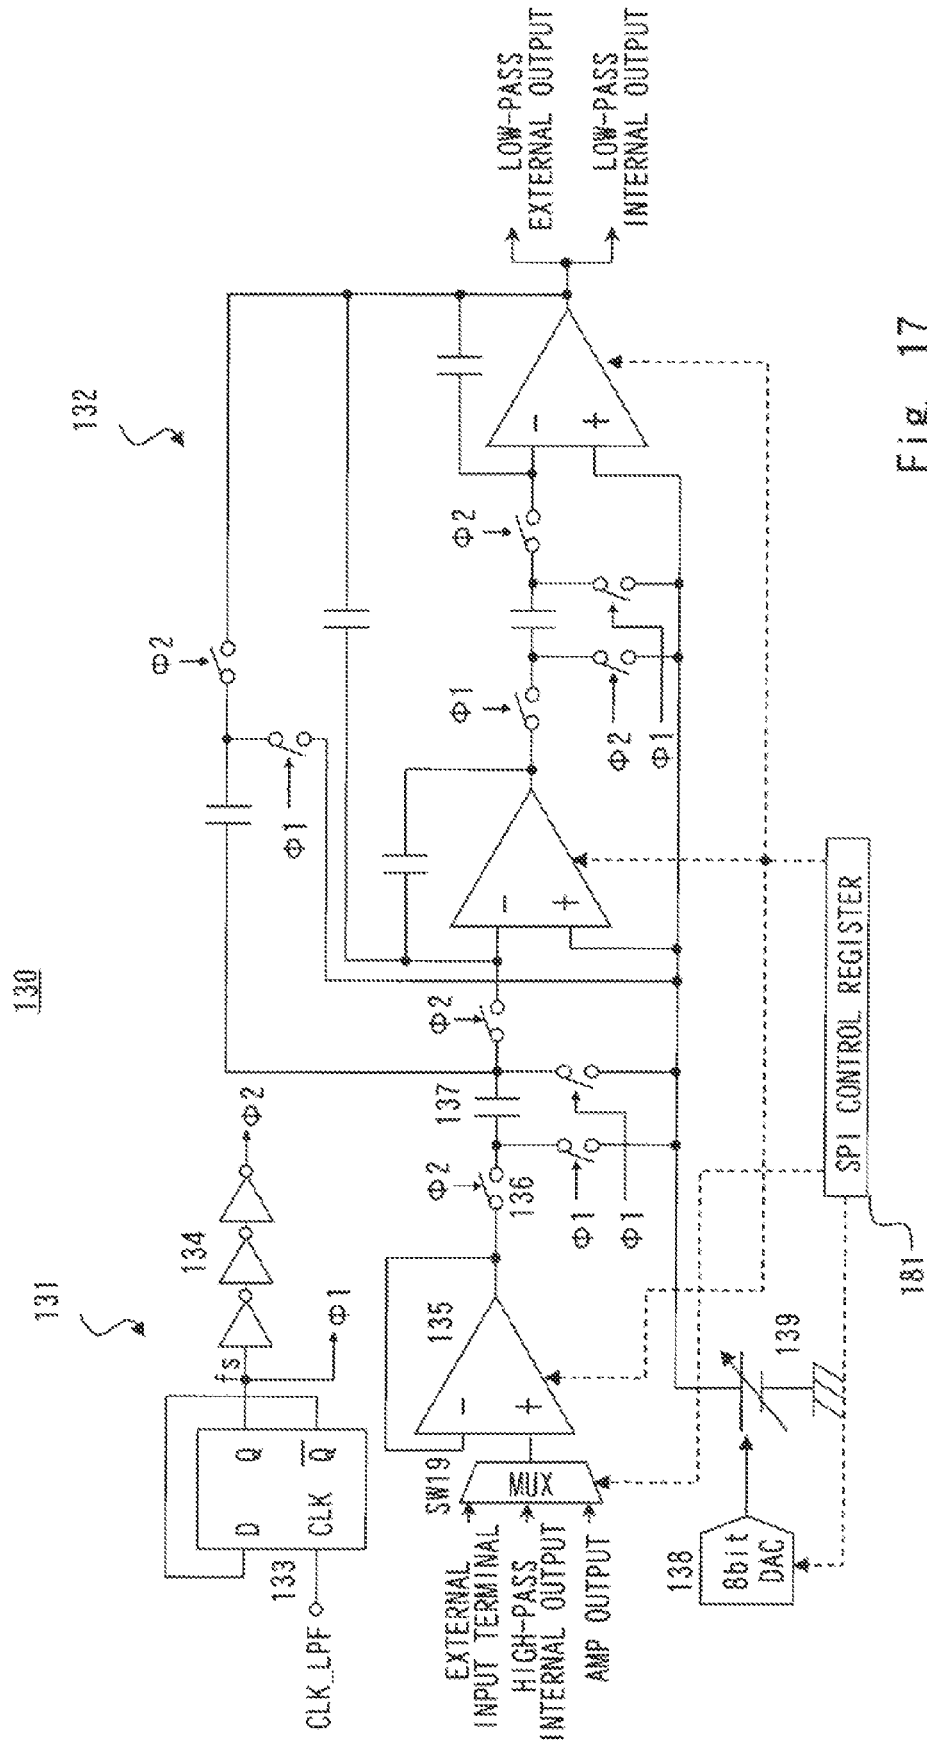 130
131
132
133
D
Q
CLK
Q
CLK_LPF
fs
Φ1
134
Φ2
EXTERNAL
INPUT TERMINAL
HIGH-PASS
INTERNAL OUTPUT
AMP OUTPUT
SW19
MUX
-
+
135
Φ2
136
137
Φ1
Φ1
Φ2
-
+
Φ1
Φ2
Φ1
Φ2
Φ1
Φ2
-
+
LOW-PASS
EXTERNAL OUTPUT
LOW-PASS
INTERNAL OUTPUT
138
8bit
DAC
139
SPI CONTROL REGISTER
181
Fig. 17